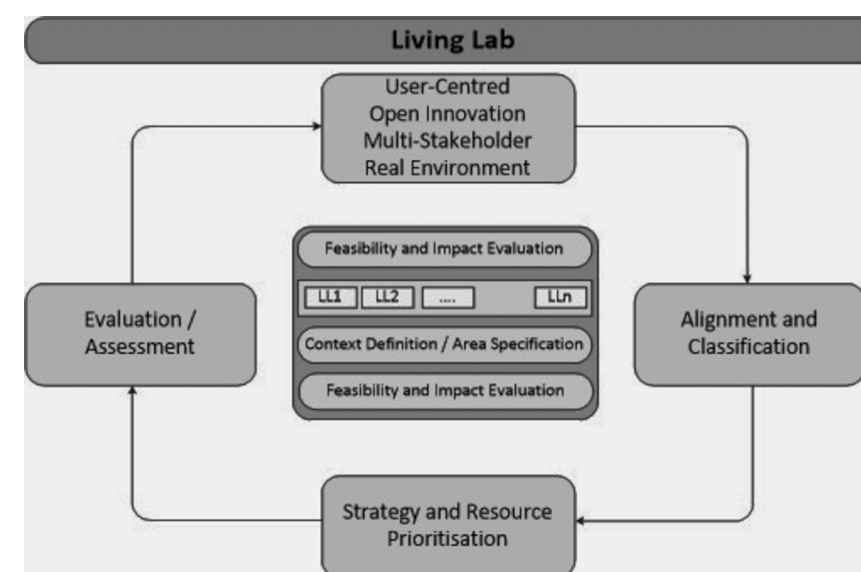 Living Lab
User-Centred
Open Innovation
Multi-Stakeholder
Real Environment
Feasibility and Impact Evaluation
LL1 LL2 .... LLn
Context Definition / Area Specification
Feasibility and Impact Evaluation
Evaluation /
Assessment
Alignment and
Classification
Strategy and Resource
Prioritisation